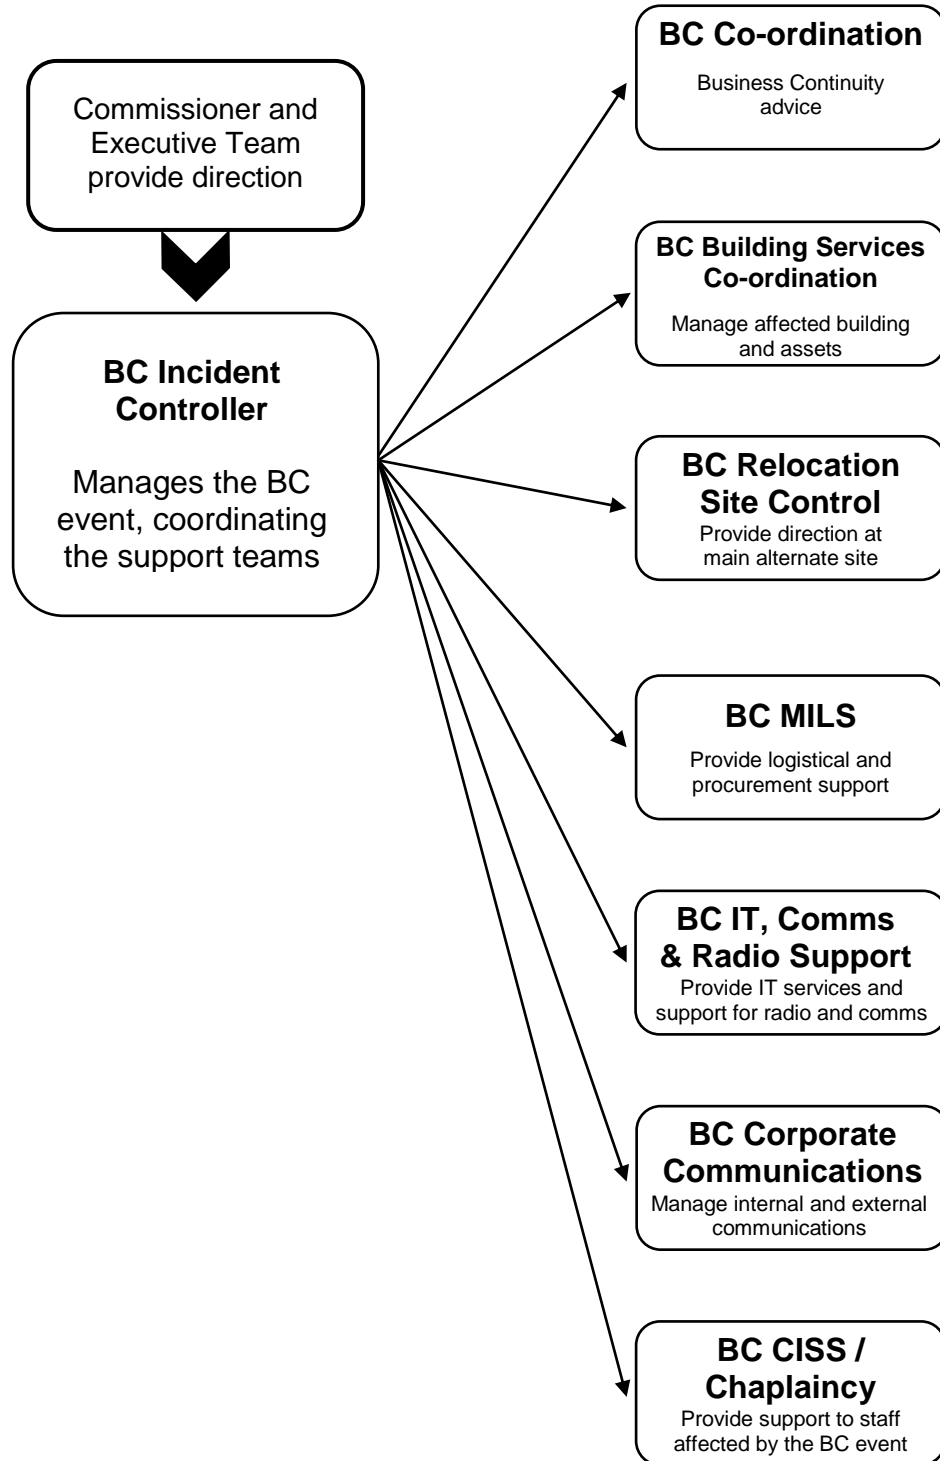 Commissioner and
Executive Team
provide direction
BC Incident
Controller
Manages the BC
event, coordinating
the support teams
BC Co-ordination
Business Continuity
advice
BC Building Services
Co-ordination
Manage affected building
and assets
BC Relocation
Site Control
Provide direction at
main alternate site
BC MILS
Provide logistical and
procurement support
BC IT, Comms
& Radio Support
Provide IT services and
support for radio and comms
BC Corporate
Communications
Manage internal and external
communications
BC CISS /
Chaplaincy
Provide support to staff
affected by the BC event